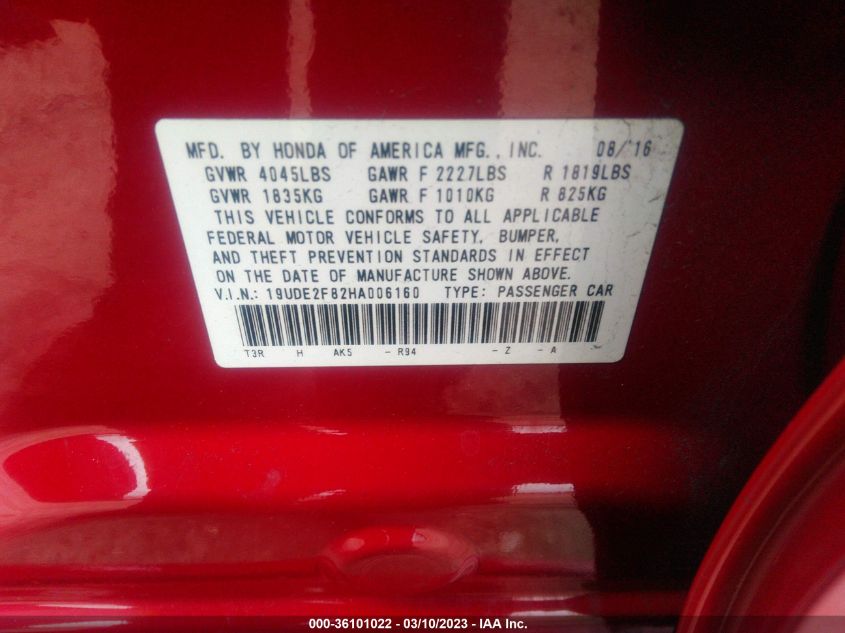 MFD. BY HONDA OF AMERICA MFG., INC. 08/'16
GVWR 4045LBS GAWR F 2227LBS R 1819LBS
GVWR 1835KG GAWR F 1010KG R 825KG
THIS VEHICLE CONFORMS TO ALL APPLICABLE
FEDERAL MOTOR VEHICLE SAFETY, BUMPER,
AND THEFT PREVENTION STANDARDS IN EFFECT
ON THE DATE OF MANUFACTURE SHOWN ABOVE.
V.I.N.: 19UDE2F82HA006160 TYPE: PASSENGER CAR
T3R H AK5 - R94 - Z - A
000-36101022 - 03/10/2023 - IAA Inc.